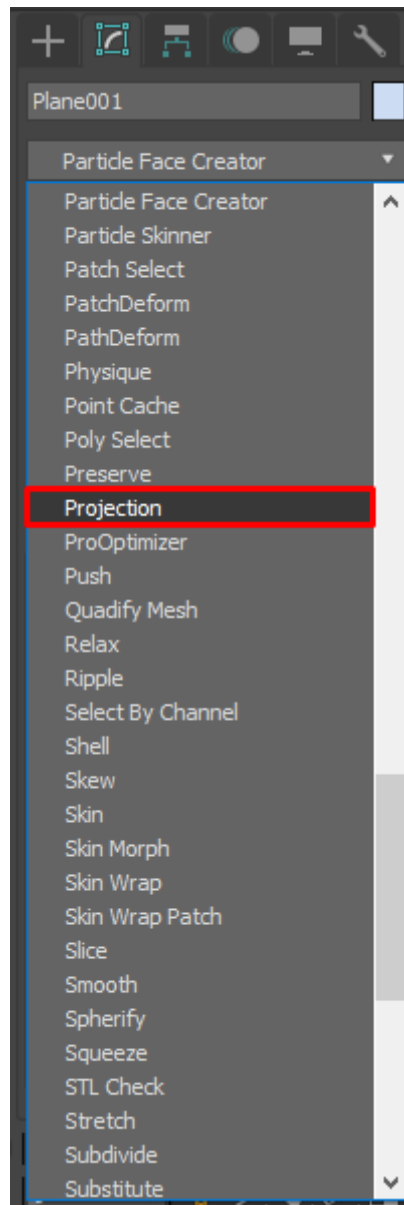 Plane001
Particle Face Creator
Particle Face Creator
Particle Skinner
Patch Select
PatchDeform
PathDeform
Physique
Point Cache
Poly Select
Preserve
Projection
ProOptimizer
Push
Quadify Mesh
Relax
Ripple
Select By Channel
Shell
Skew
Skin
Skin Morph
Skin Wrap
Skin Wrap Patch
Slice
Smooth
Spherify
Squeeze
STL Check
Stretch
Subdivide
Substitute